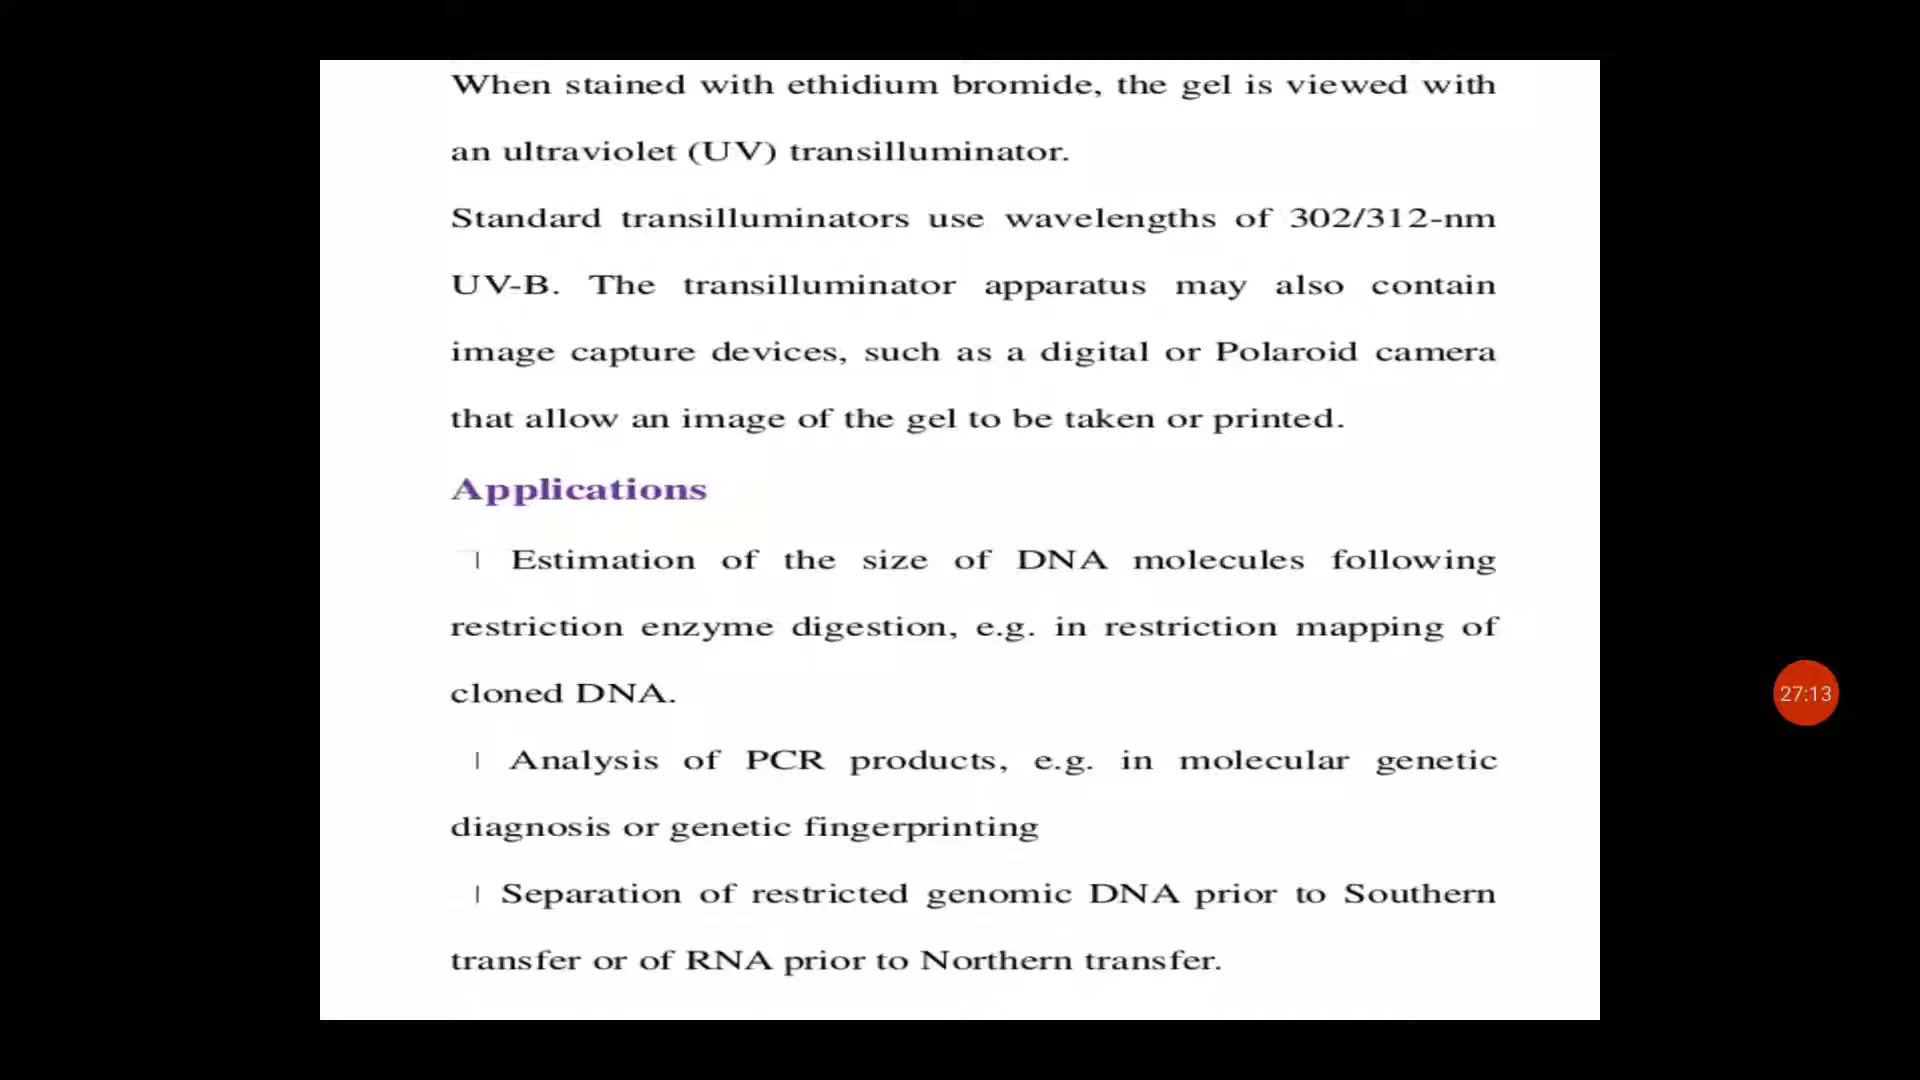 When stained with ethidium bromide, the gel is viewed with
an ultraviolet (UV) transilluminator.
Standard transilluminators use wavelengths of 302/312-nm
UV-B. The transilluminator apparatus may also contain
image capture devices, such as a digital or Polaroid camera
that allow an image of the gel to be taken or printed.
Applications
Estimation of the size of DNA molecules following
restriction enzyme digestion, e.g. in restriction mapping of
cloned DNA.
Analysis of PCR products, e.g. in molecular genetic
diagnosis or genetic fingerprinting
Separation of restricted genomic DNA prior to Southern
transfer or of RNA prior to Northern transfer.
27:13